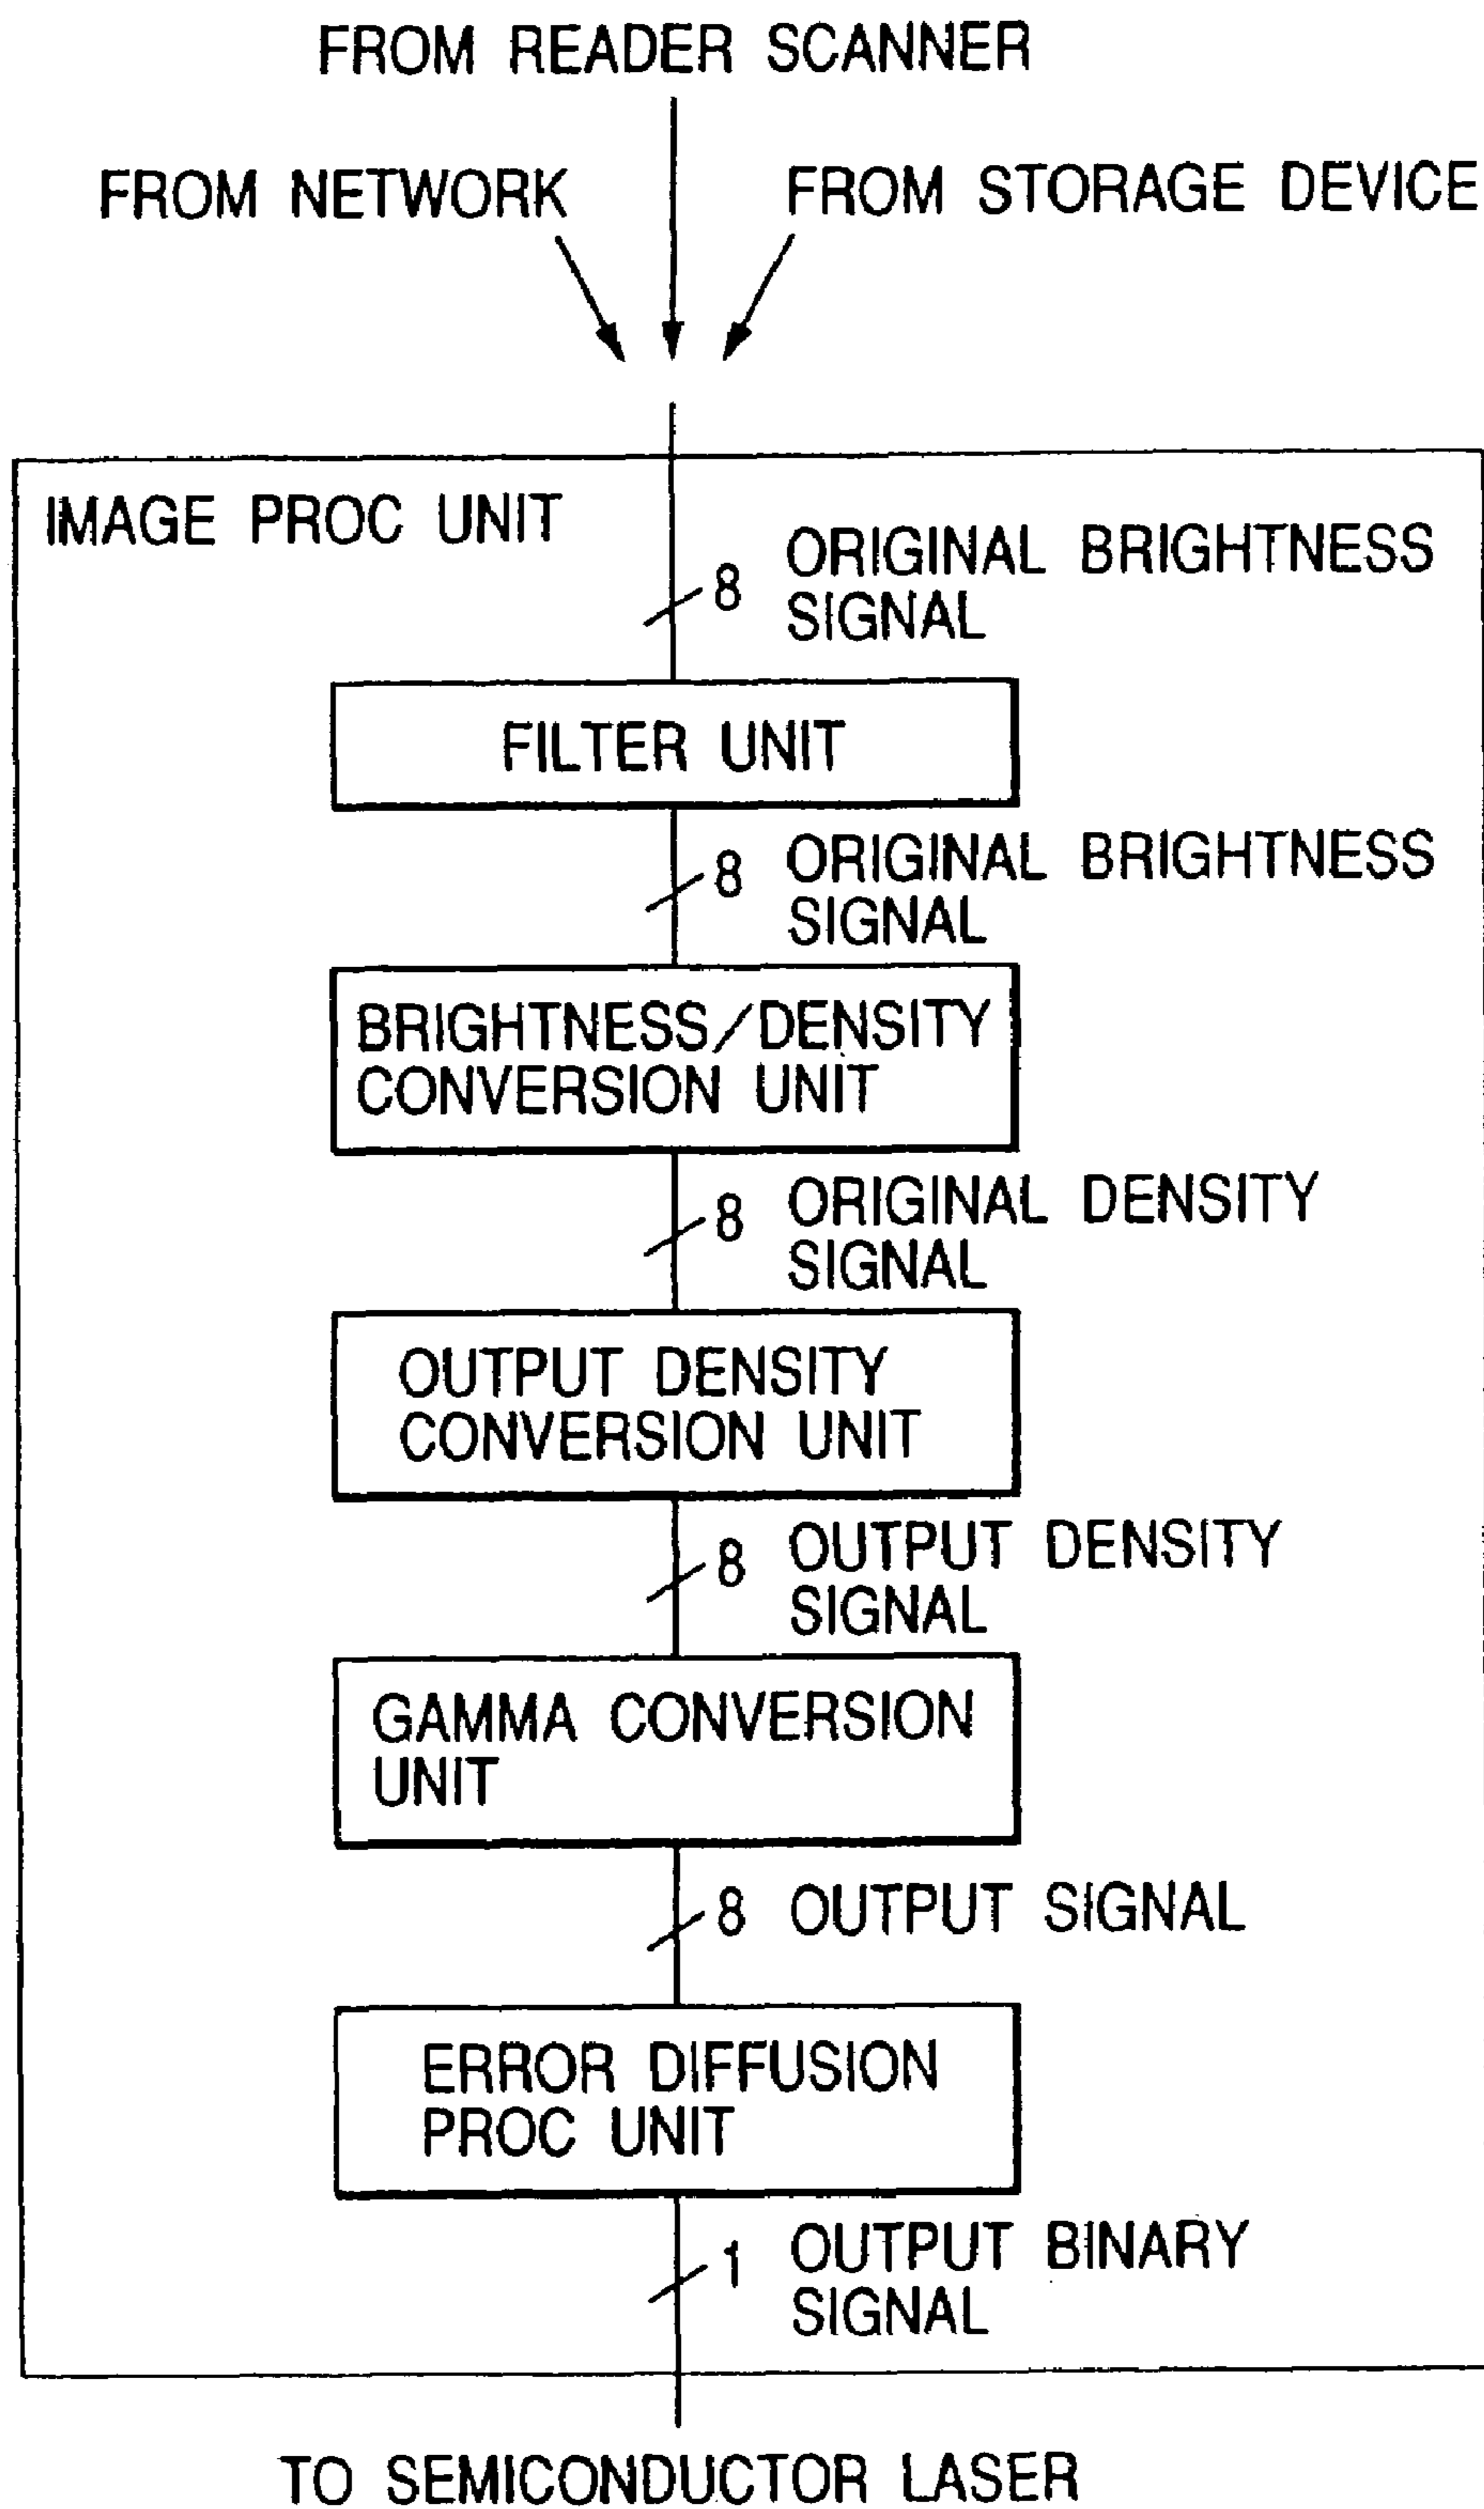 FROM READER SCANNER
FROM NETWORK
FROM STORAGE DEVICE
IMAGE PROC UNIT
8
ORIGINAL BRIGHTNESS
SIGNAL
FILTER UNIT
8
ORIGINAL BRIGHTNESS
SIGNAL
BRIGHTNESS/DENSITY
CONVERSION UNIT
8
ORIGINAL DENSITY
SIGNAL
OUTPUT DENSITY
CONVERSION UNIT
8
OUTPUT DENSITY
SIGNAL
GAMMA CONVERSION
UNIT
8
OUTPUT SIGNAL
ERROR DIFFUSION
PROC UNIT
1
OUTPUT BINARY
SIGNAL
TO SEMICONDUCTOR LASER